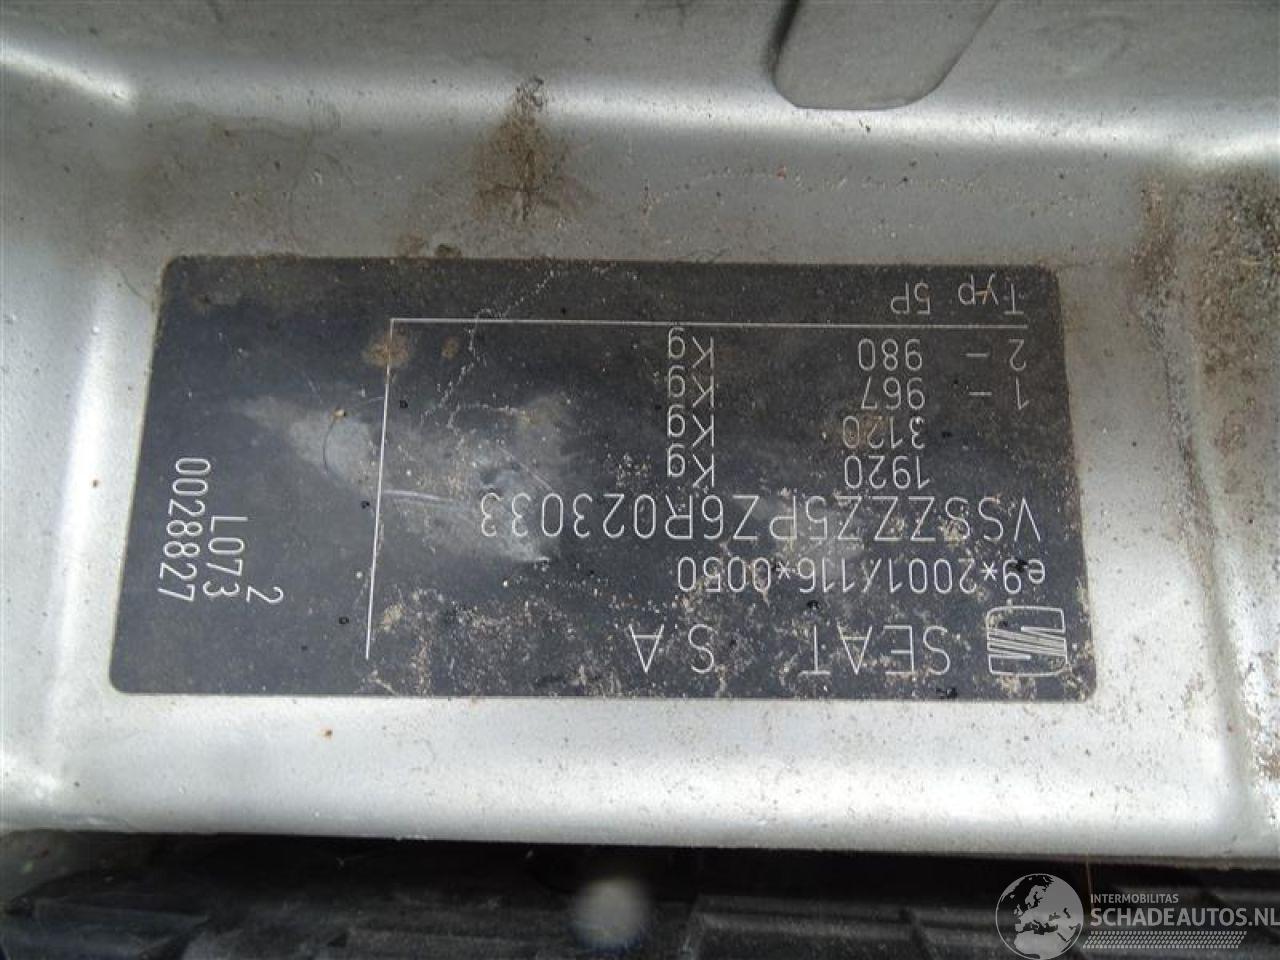 SEAT S.A
e9*2001/116*0050
VSSZZZ5PZ6R023033
1920 Kg
3120 Kg
1 - 967 Kg
2 - 980 Kg
Typ 5P
2
L073
0028827
INTERMOBILITAS
SCHADEAUTOS.NL